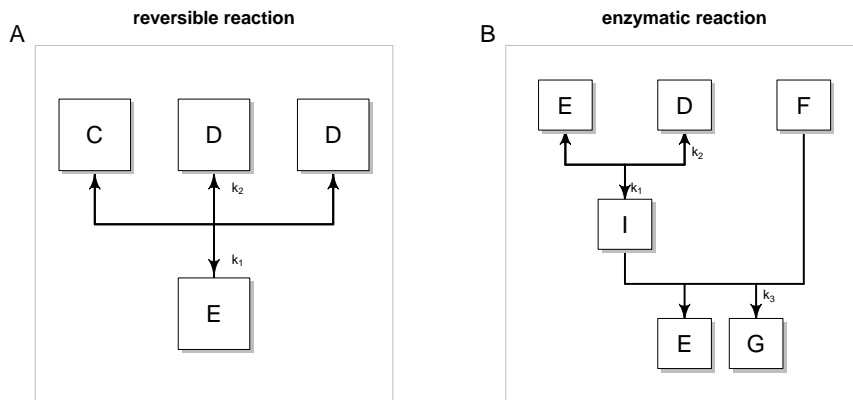 reversible reaction
A
C
D
D
k2
k1
E
enzymatic reaction
B
E
D
F
k2
k1
I
k3
E
G